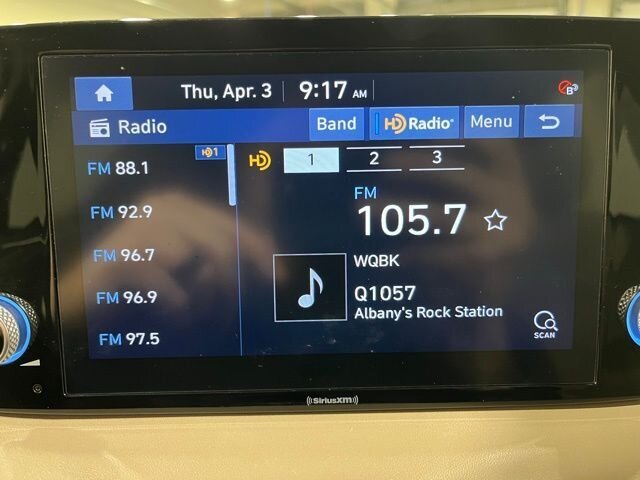 Thu, Apr. 3 9:17 AM
B
Radio Band HD Radio Menu
FM 88.1 HD1
HD 1 2 3
FM 92.9
FM 96.7
FM 96.9
FM 97.5
FM
105.7
WQBK
Q1057
Albany's Rock Station
SCAN
((SiriusXM))